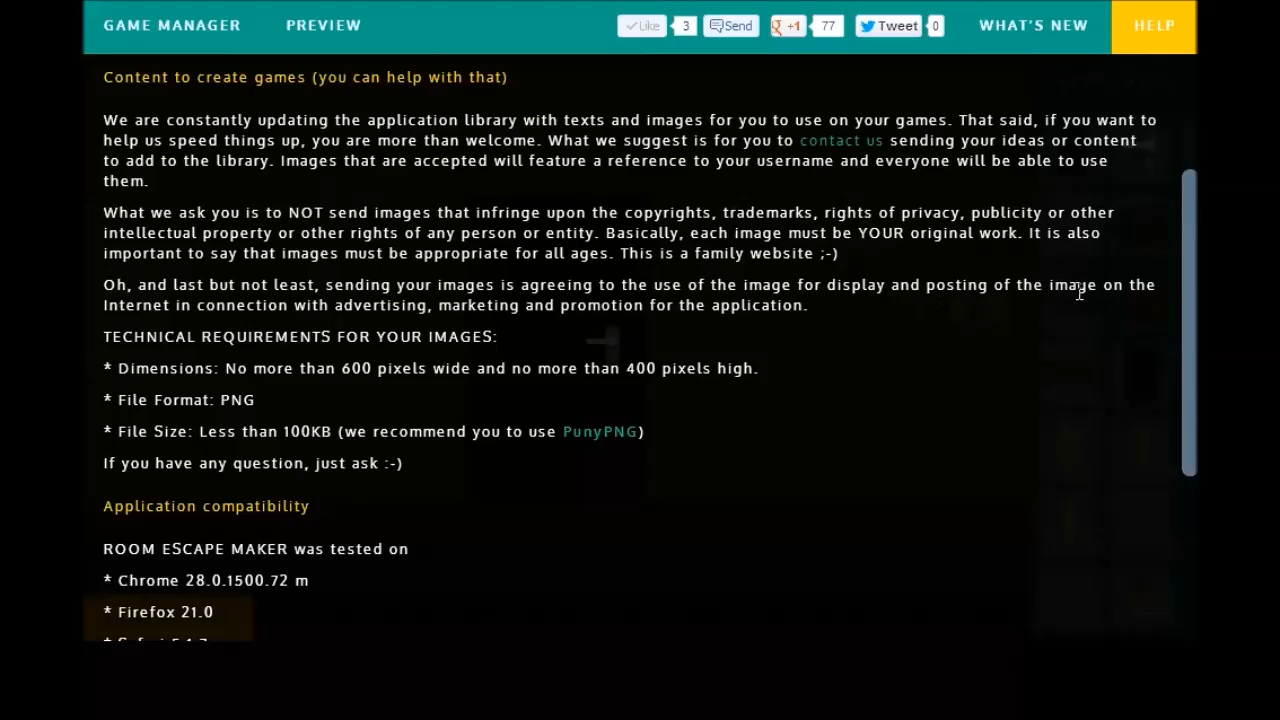 GAME MANAGER PREVIEW Like 3 Send +1 77 Tweet 0 WHAT'S NEW HELP
Content to create games (you can help with that)
We are constantly updating the application library with texts and images for you to use on your games. That said, if you want to
help us speed things up, you are more than welcome. What we suggest is for you to contact us sending your ideas or content
to add to the library. Images that are accepted will feature a reference to your username and everyone will be able to use
them.
What we ask you is to NOT send images that infringe upon the copyrights, trademarks, rights of privacy, publicity or other
intellectual property or other rights of any person or entity. Basically, each image must be YOUR original work. It is also
important to say that images must be appropriate for all ages. This is a family website ;-)
Oh, and last but not least, sending your images is agreeing to the use of the image for display and posting of the image on the
Internet in connection with advertising, marketing and promotion for the application.
TECHNICAL REQUIREMENTS FOR YOUR IMAGES:
* Dimensions: No more than 600 pixels wide and no more than 400 pixels high.
* File Format: PNG
* File Size: Less than 100KB (we recommend you to use PunyPNG)
If you have any question, just ask :-)
Application compatibility
ROOM ESCAPE MAKER was tested on
* Chrome 28.0.1500.72 m
* Firefox 21.0